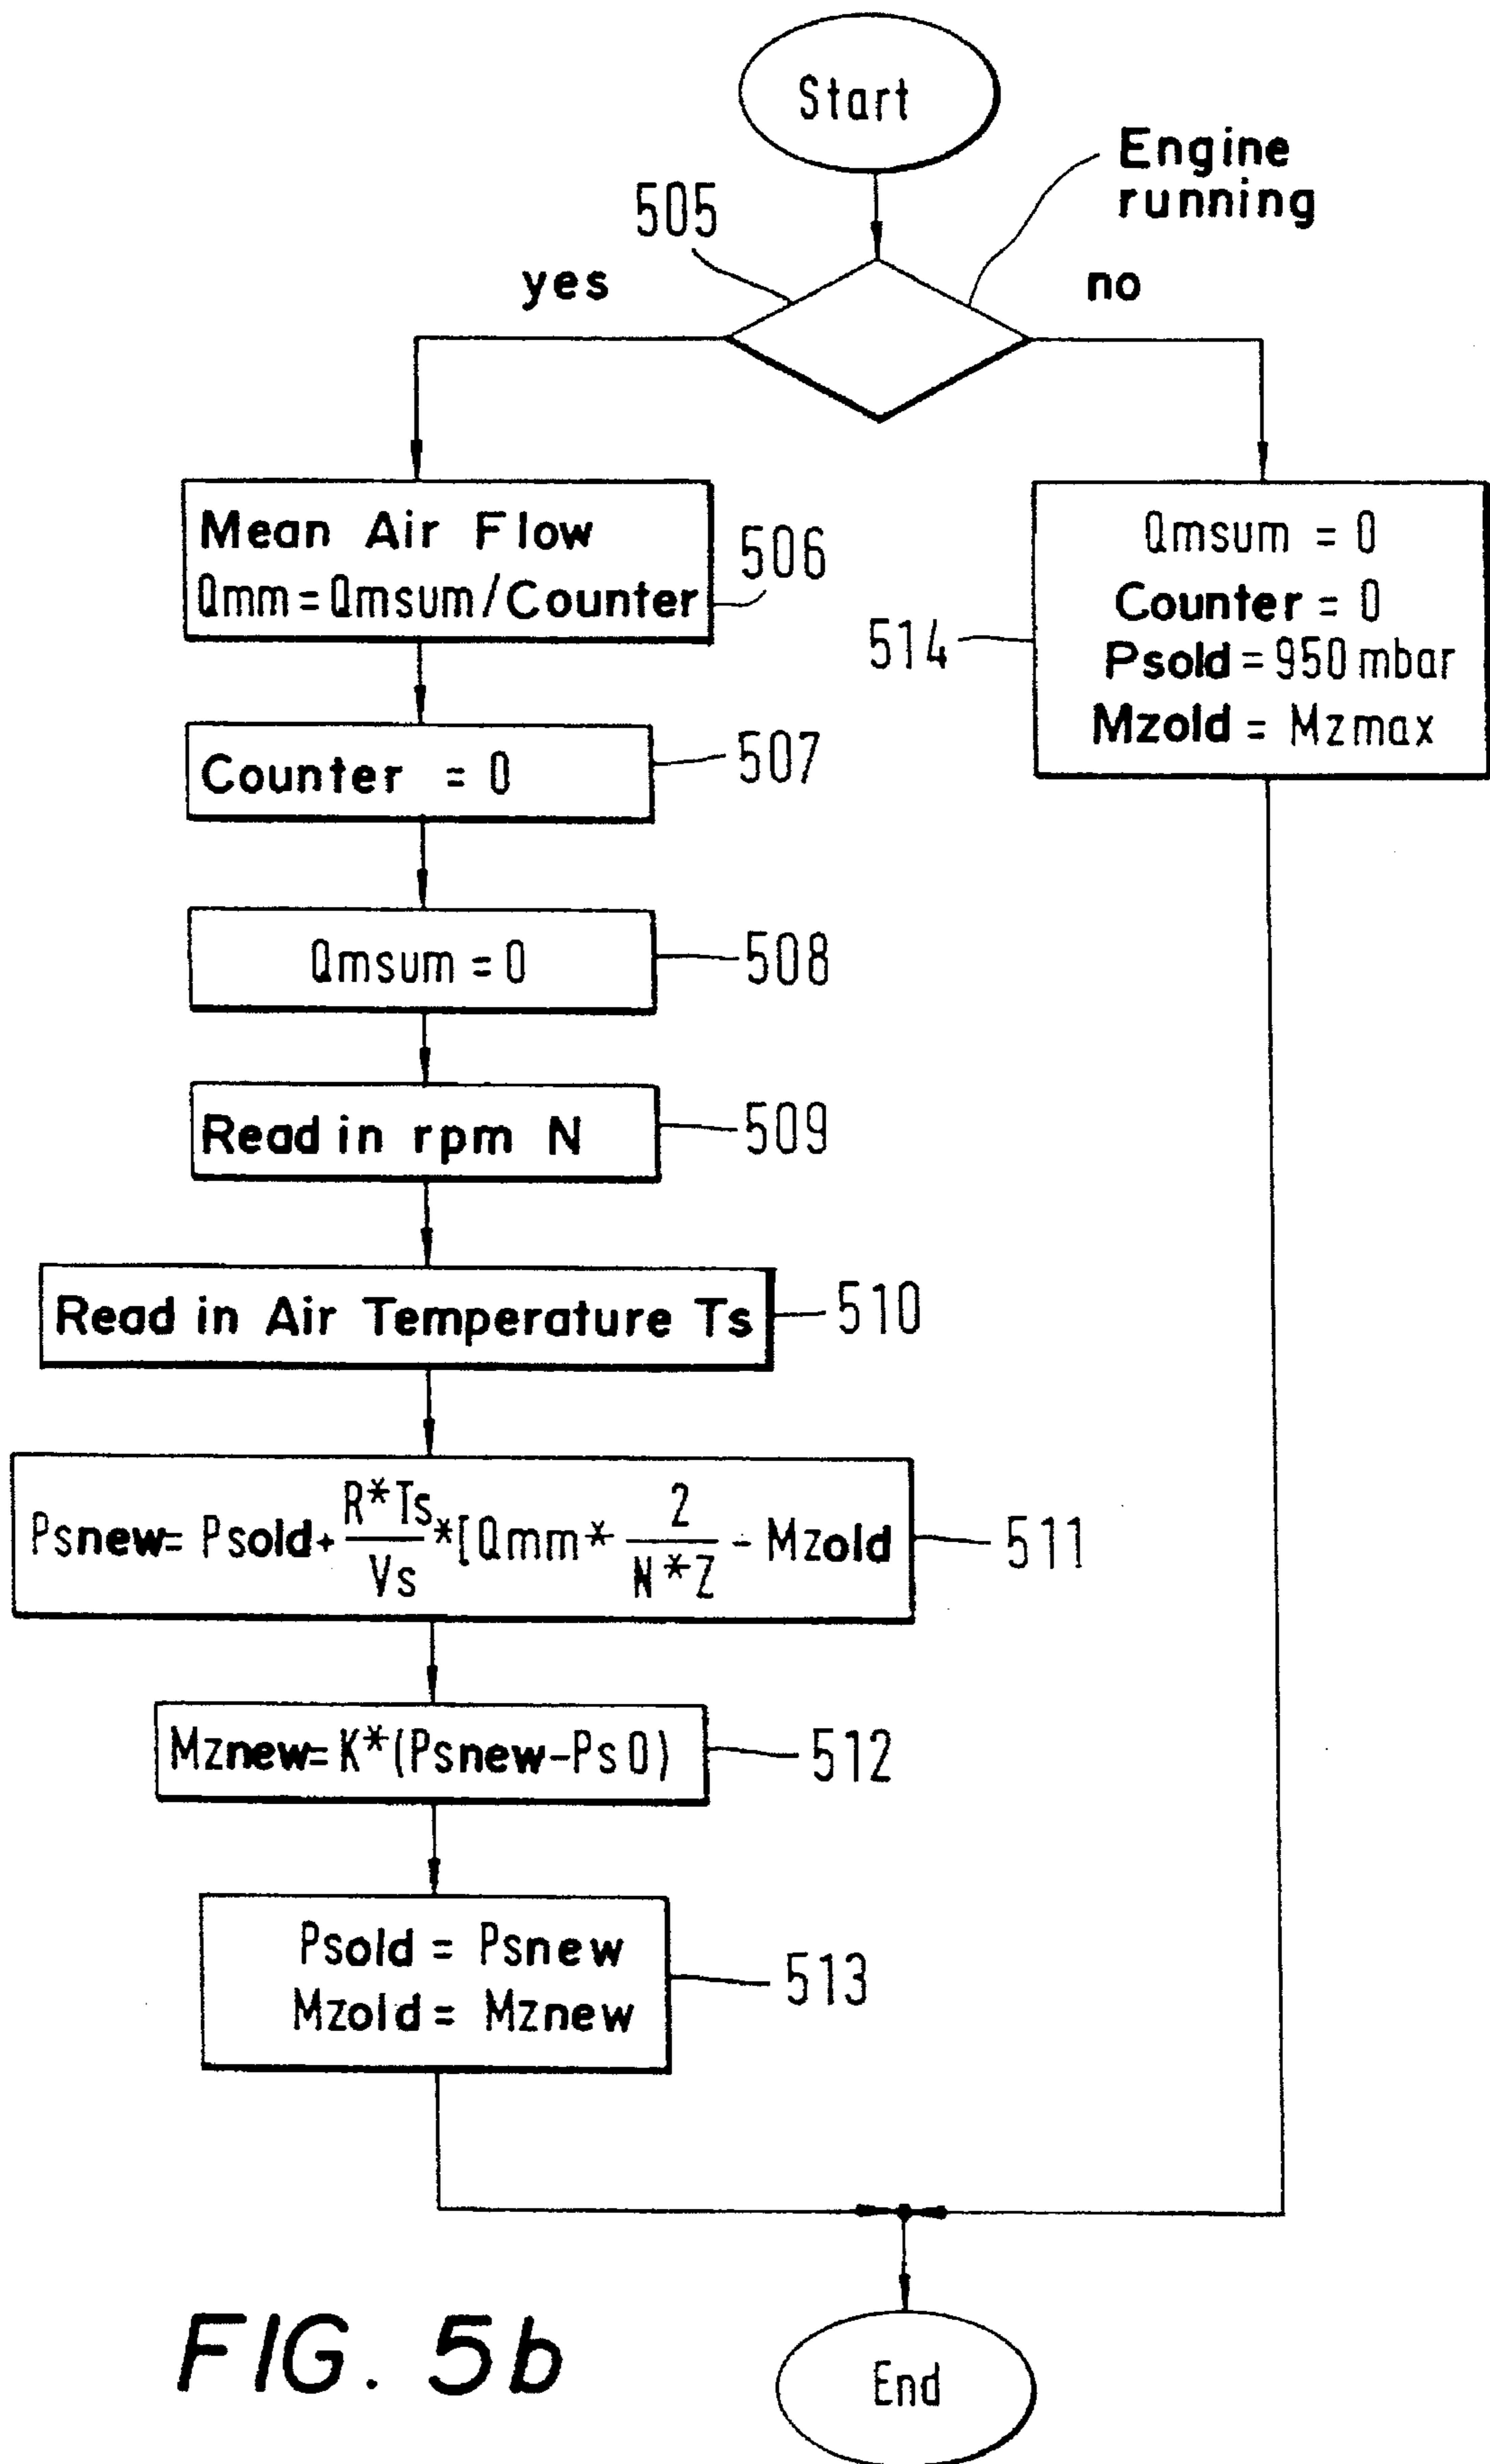 Start
Engine
running
505
yes
no
Mean Air Flow
Qmm = Qmsum / Counter
506
Qmsum = 0
Counter = 0
Psold = 950 mbar
Mzold = Mzmax
514
Counter = 0
507
Qmsum = 0
508
Read in rpm N
509
Read in Air Temperature Ts
510
Psnew = Psold + R*Ts/Vs * [Qmm * 2/N*Z - Mzold
511
Mznew = K*(Psnew - Ps0)
512
Psold = Psnew
Mzold = Mznew
513
FIG. 5b
End